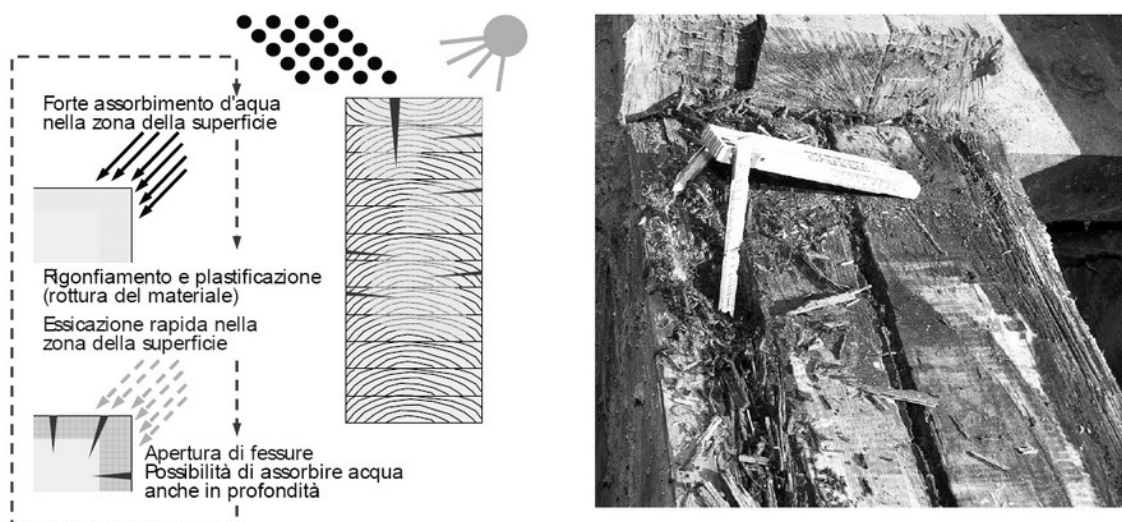 Forte assorbimento d'aqua
nella zona della superficie
Rigonfiamento e plastificazione
(rottura del materiale)
Essicazione rapida nella
zona della superficie
Apertura di fessure
Possibilità di assorbire acqua
anche in profondità